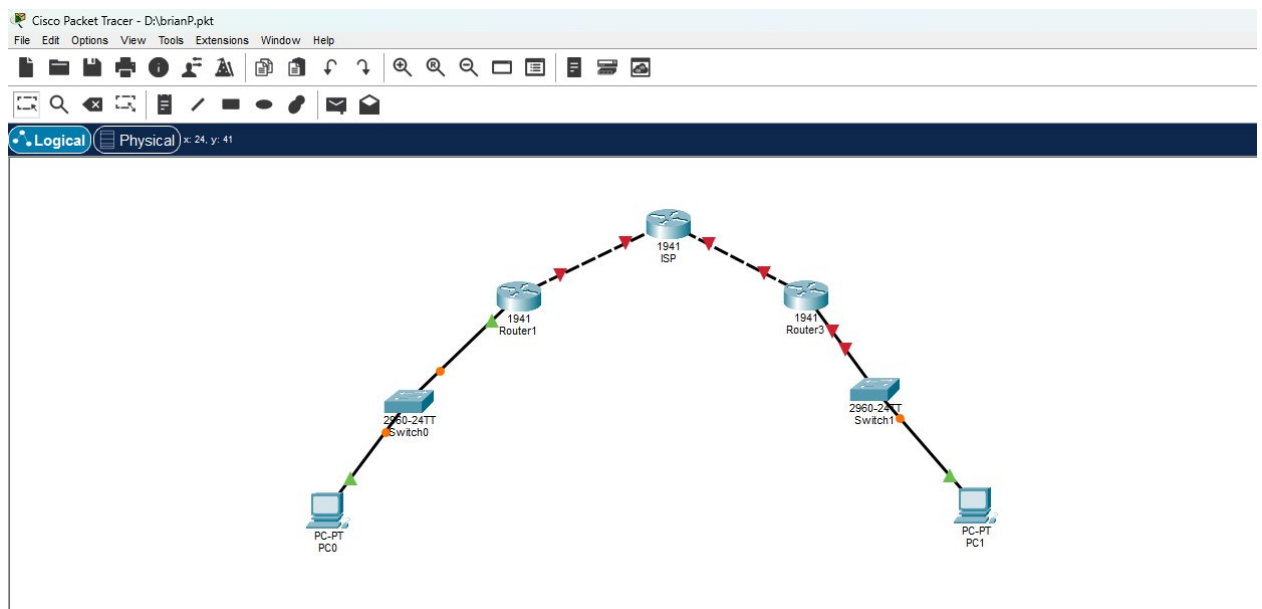 Cisco Packet Tracer - D:\brianP.pkt
File Edit Options View Tools Extensions Window Help
Logical Physical x: 24, y: 41
1941
ISP
1941
Router1
1941
Router3
2960-24TT
Switch0
2960-24TT
Switch1
PC-PT
PC0
PC-PT
PC1